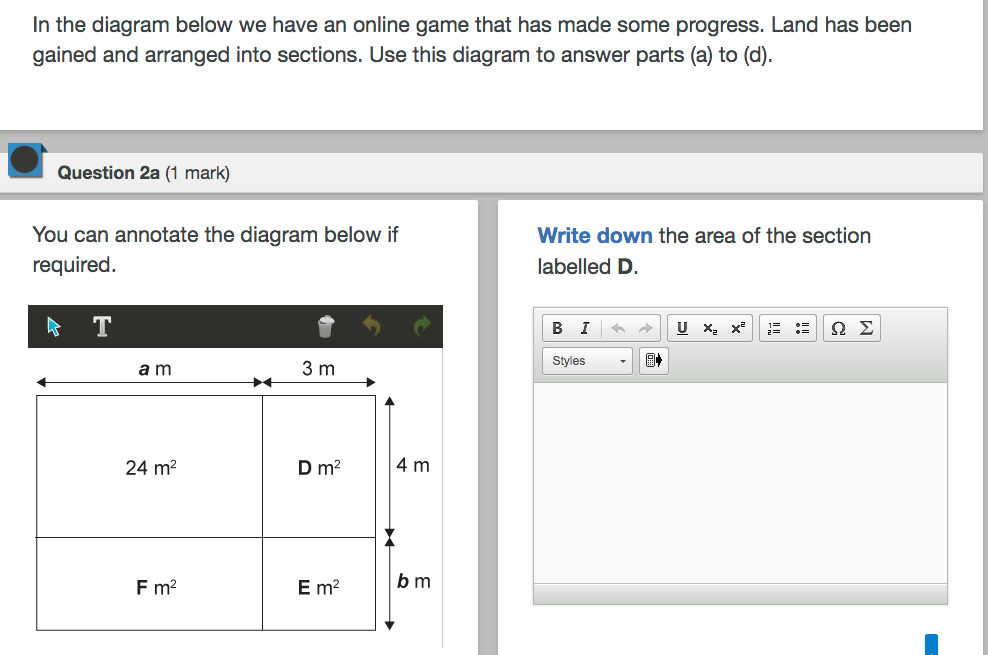 In the diagram below we have an online game that has made some progress. Land has been
gained and arranged into sections. Use this diagram to answer parts (a) to (d).
Question 2a (1 mark)
You can annotate the diagram below if
required.
T
a m
3 m
24 m²
D m²
4 m
F m²
E m²
b m
Write down the area of the section
labelled D.
B I U x₂ x² Ω Σ
Styles